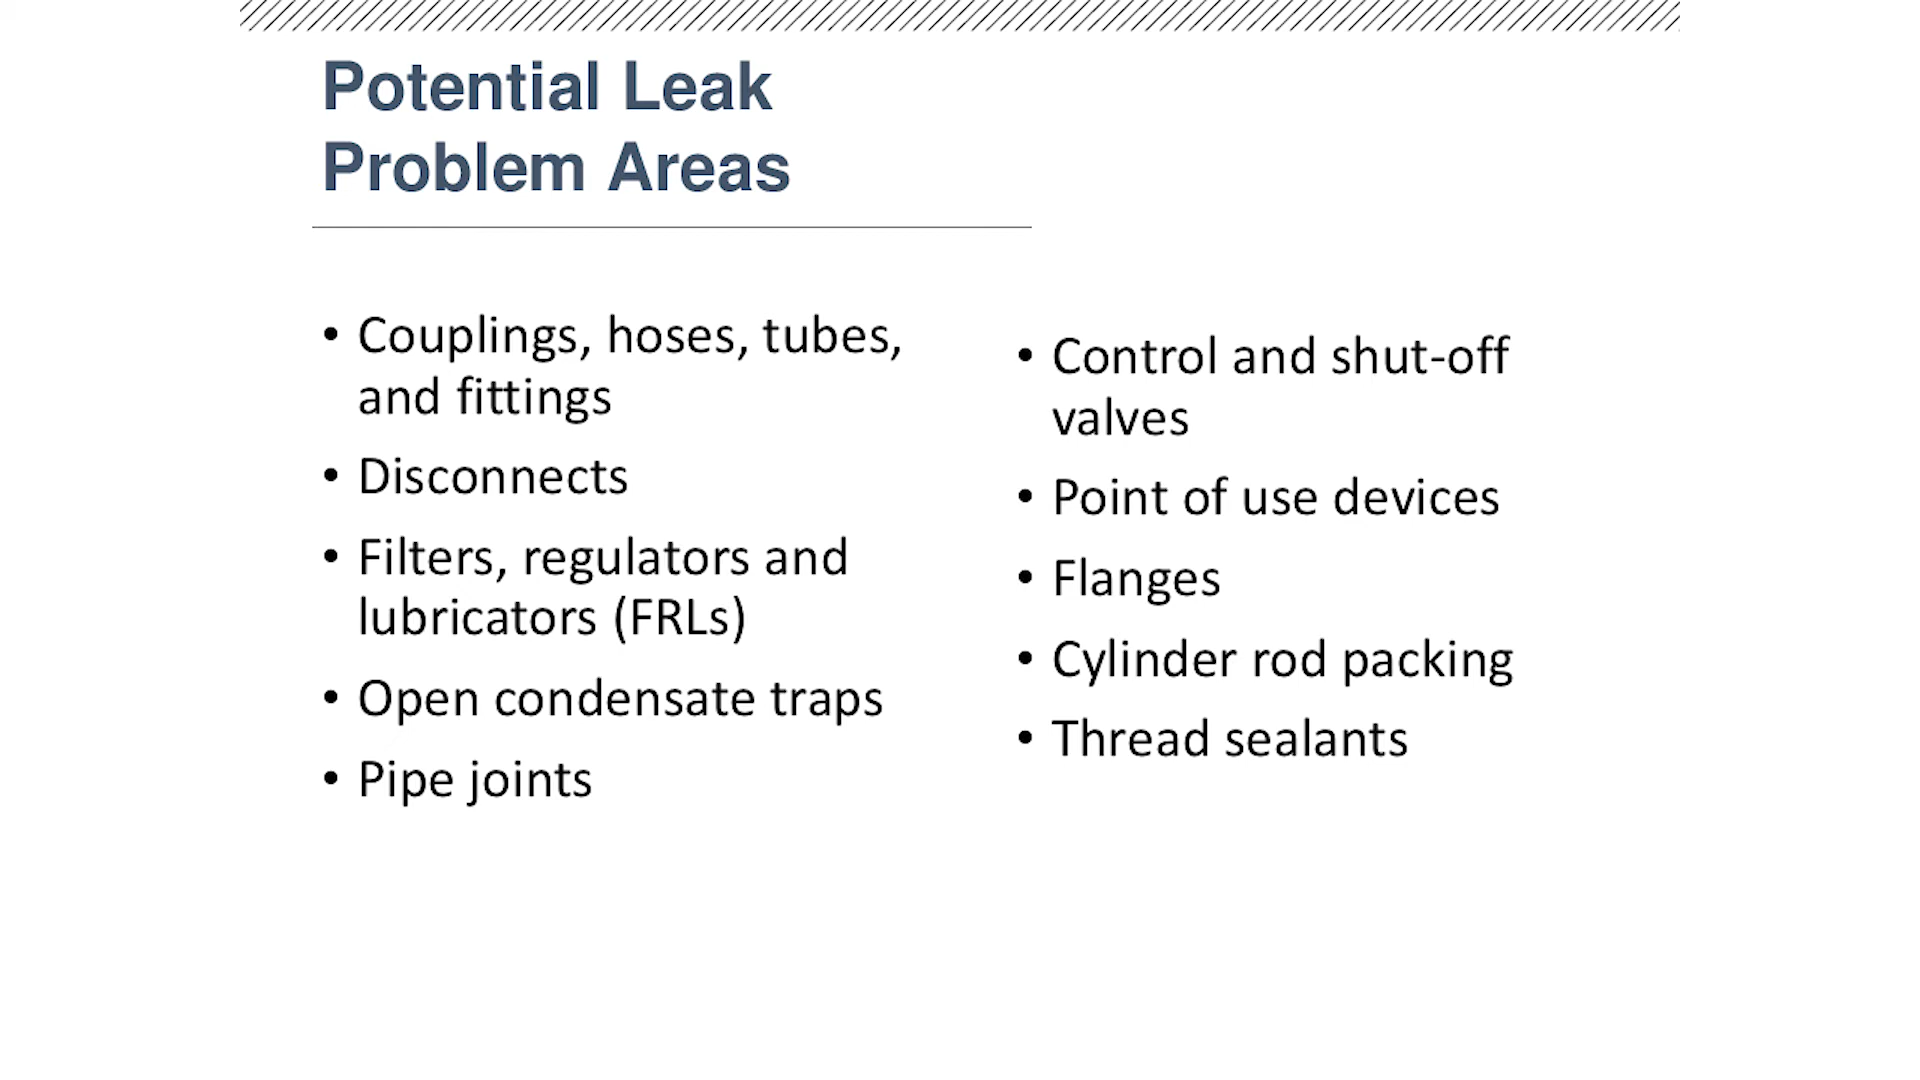 Potential Leak
Problem Areas
• Couplings, hoses, tubes,
and fittings
• Disconnects
• Filters, regulators and
lubricators (FRLs)
• Open condensate traps
• Pipe joints
• Control and shut-off
valves
• Point of use devices
• Flanges
• Cylinder rod packing
• Thread sealants